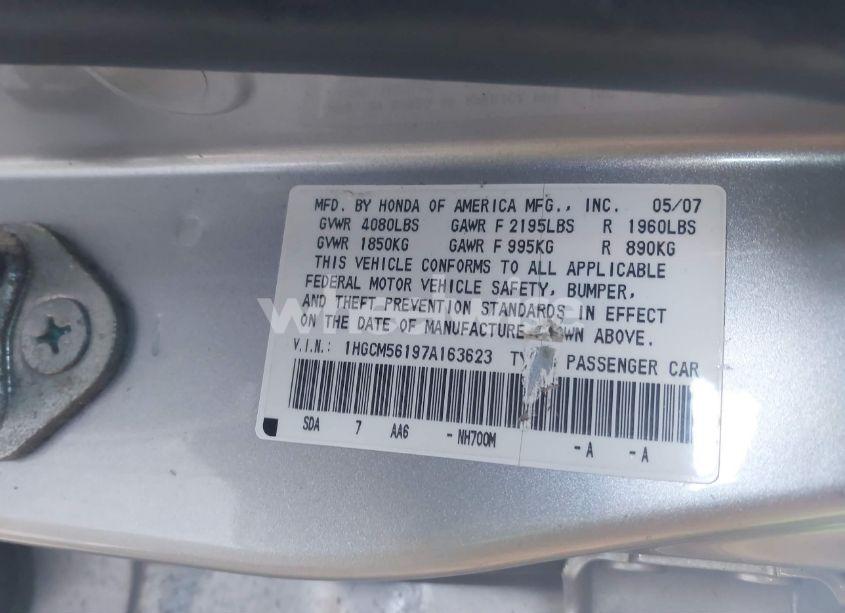 MFD. BY HONDA OF AMERICA MFG., INC. 05/07
GVWR 4080LBS GAWR F 2195LBS R 1960LBS
GVWR 1850KG GAWR F 995KG R 890KG
THIS VEHICLE CONFORMS TO ALL APPLICABLE
FEDERAL MOTOR VEHICLE SAFETY, BUMPER,
AND THEFT PREVENTION STANDARDS IN EFFECT
ON THE DATE OF MANUFACTURE OWN ABOVE.
V.I.N.: 1HGCM56197A163623 TY PASSENGER CAR
SDA 7 AA6 - NH700M - A - A